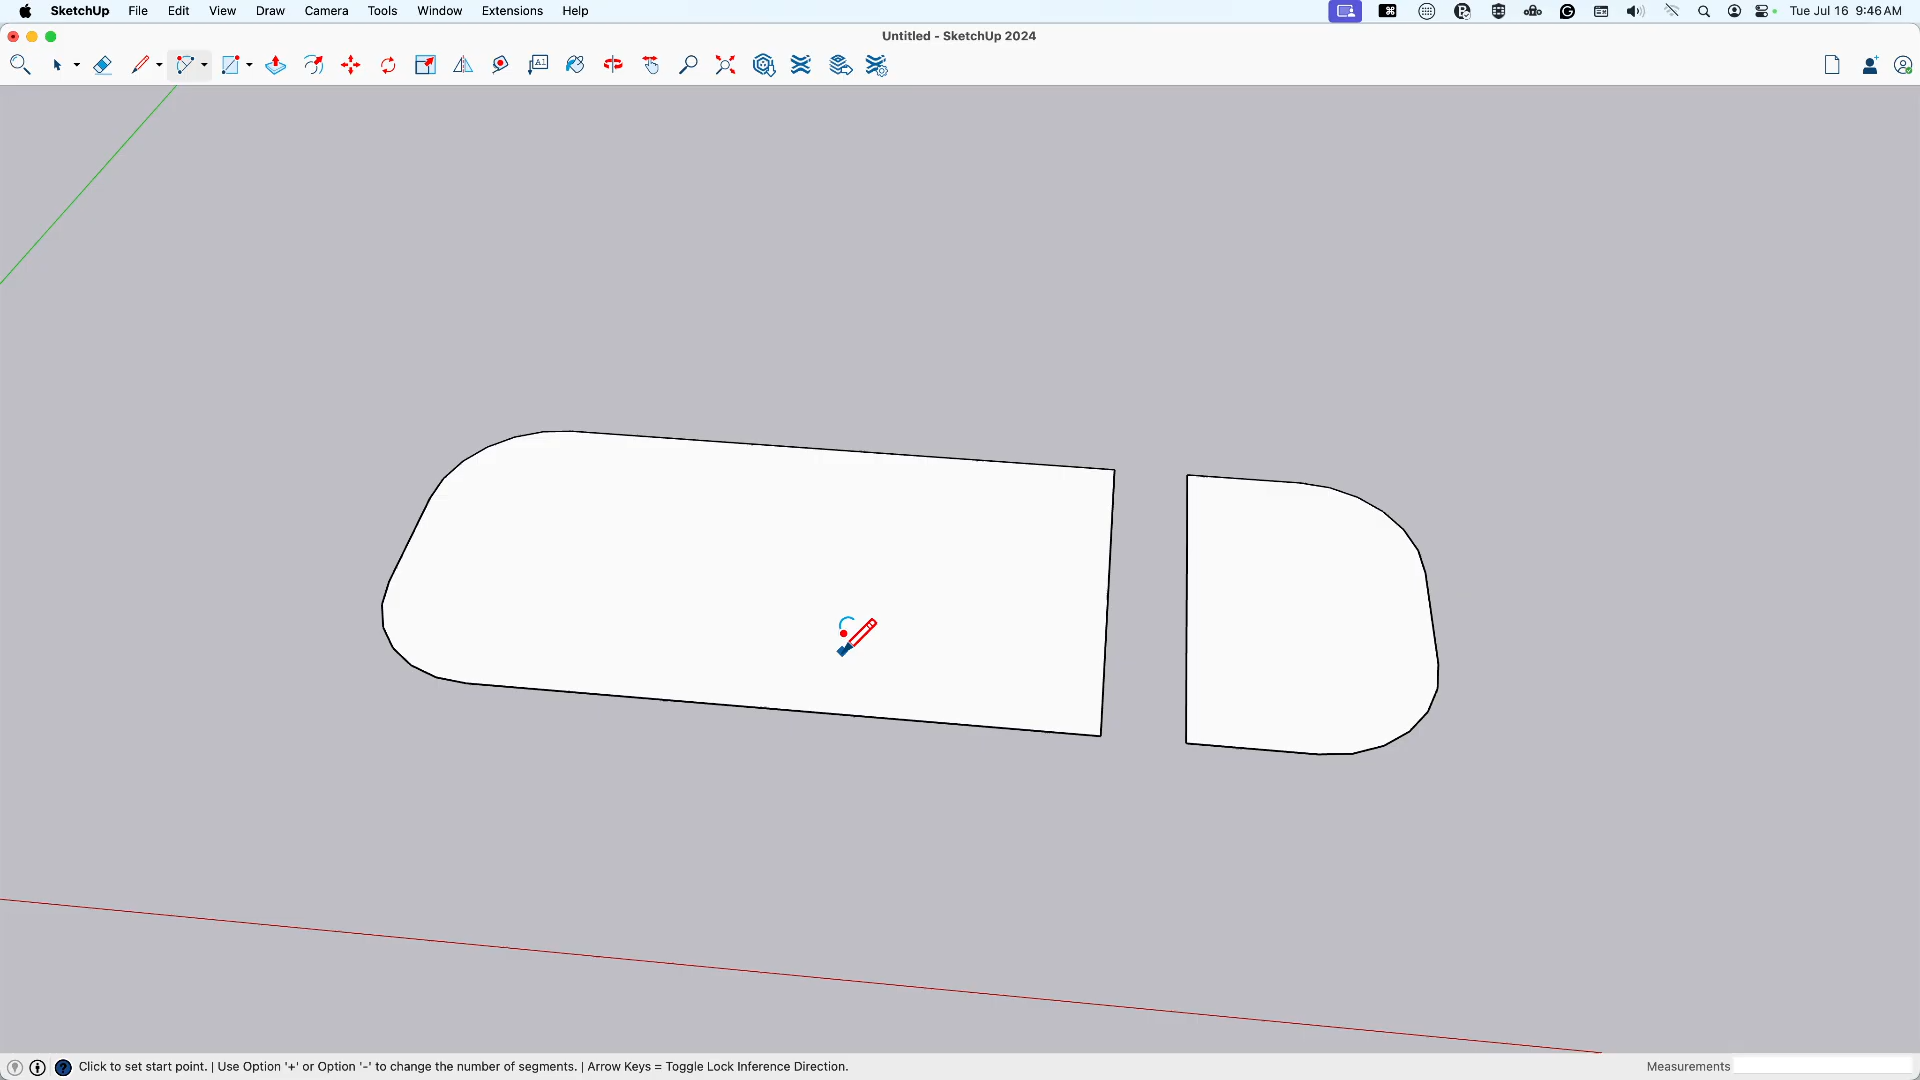 SketchUp File Edit View Draw Camera Tools Window Extensions Help Tue Jul 16 9:46 AM
Untitled - SketchUp 2024
A1
Click to set start point. | Use Option '+' or Option '-' to change the number of segments. | Arrow Keys = Toggle Lock Inference Direction. Measurements